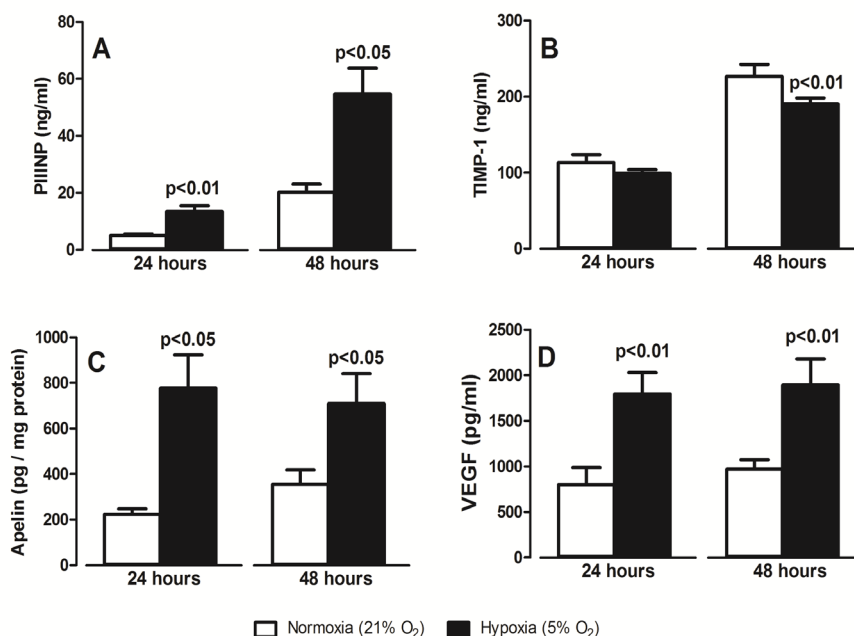 A
PIIINP (ng/ml)
80
60
40
20
0
p<0.01
p<0.05
24 hours
48 hours
B
TIMP-1 (ng/ml)
300
200
100
0
p<0.01
24 hours
48 hours
C
Apelin (pg / mg protein)
1000
800
600
400
200
0
p<0.05
p<0.05
24 hours
48 hours
D
VEGF (pg/ml)
2500
2000
1500
1000
500
0
p<0.01
p<0.01
24 hours
48 hours
Normoxia (21% O₂) Hypoxia (5% O₂)